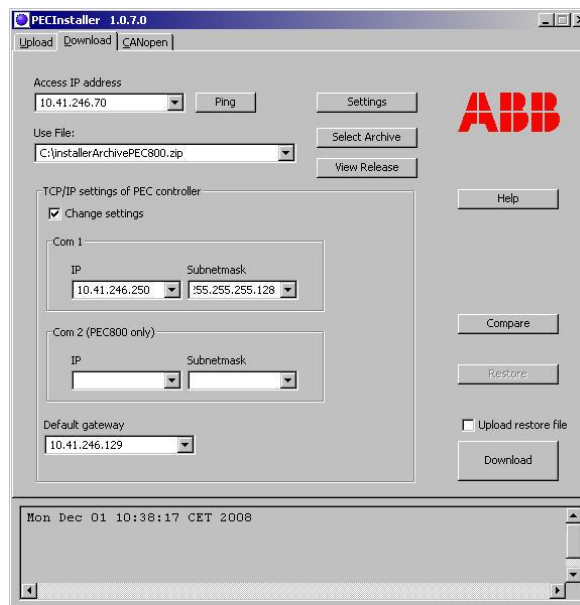 PECInstaller 1.0.7.0
Upload Download CANopen
Access IP address
10.41.246.70 Ping Settings
ABB
Use File:
Select Archive
C:\installerArchivePEC800.zip
View Release
TCP/IP settings of PEC controller
Help
Change settings
Com 1
IP Subnetmask
10.41.246.250 255.255.255.128
Com 2 (PEC800 only)
Compare
IP Subnetmask
Restore
Default gateway
Upload restore file
10.41.246.129
Download
Mon Dec 01 10:38:17 CET 2008